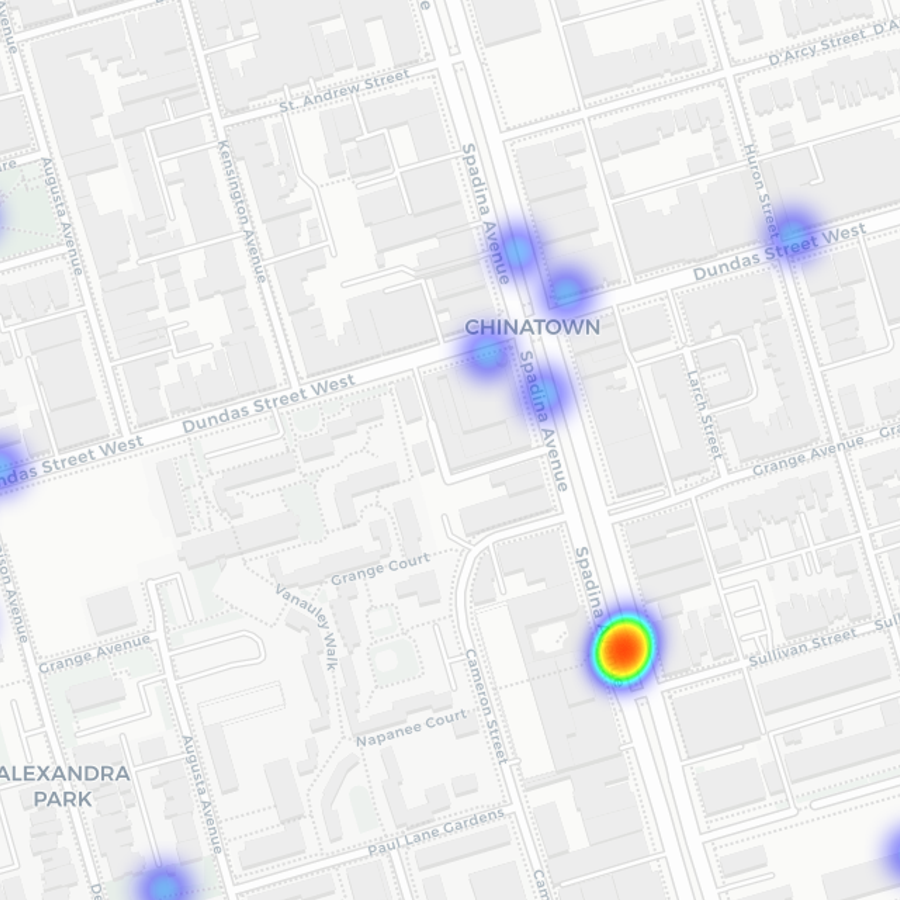 D'Arcy Street
St. Andrew Street
Kensington Avenue
Augusta Avenue
Spadina Avenue
Huron Street
Dundas Street West
CHINATOWN
Dundas Street West
Spadina Avenue
Larch Street
Dundas Street West
Grange Avenue
Spadina
Grange Court
Vanauley Walk
Grange Avenue
Sullivan Street
Cameron Street
Napanee Court
Augusta Avenue
ALEXANDRA
PARK
Paul Lane Gardens